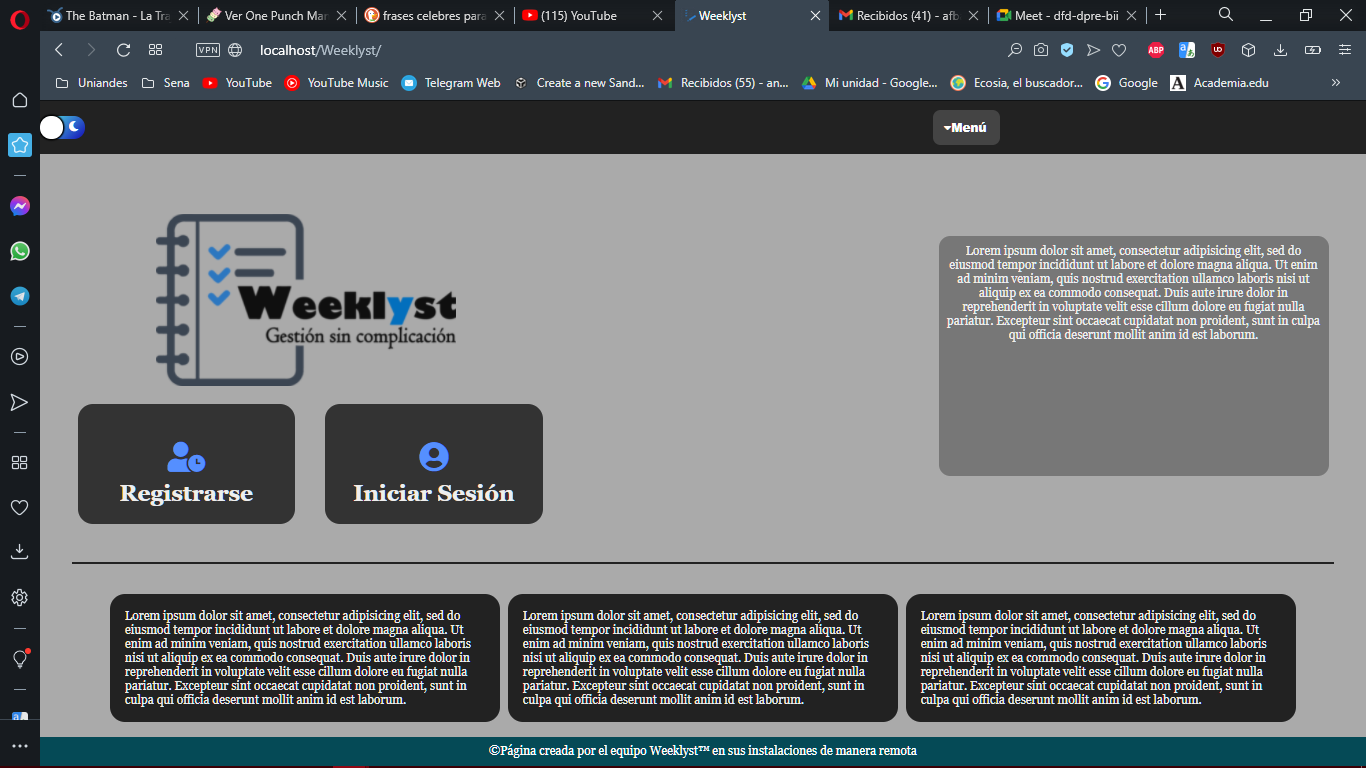 The Batman - La Tra
Ver One Punch Man
frases celebres para
(115) YouTube
Weeklyst
Recibidos (41) - afb
Meet - dfd-dpre-bii
VPN
localhost/Weeklyst/
ABP
Uniandes
Sena
YouTube
YouTube Music
Telegram Web
Create a new Sand...
Recibidos (55) - an...
Mi unidad - Google...
Ecosia, el buscador...
Google
Academia.edu
Menú
Weeklyst
Gestión sin complicación
Lorem ipsum dolor sit amet, consectetur adipisicing elit, sed do
eiusmod tempor incididunt ut labore et dolore magna aliqua. Ut enim
ad minim veniam, quis nostrud exercitation ullamco laboris nisi ut
aliquip ex ea commodo consequat. Duis aute irure dolor in
reprehenderit in voluptate velit esse cillum dolore eu fugiat nulla
pariatur. Excepteur sint occaecat cupidatat non proident, sunt in culpa
qui officia deserunt mollit anim id est laborum.
Registrarse
Iniciar Sesión
Lorem ipsum dolor sit amet, consectetur adipisicing elit, sed do
eiusmod tempor incididunt ut labore et dolore magna aliqua. Ut
enim ad minim veniam, quis nostrud exercitation ullamco laboris
nisi ut aliquip ex ea commodo consequat. Duis aute irure dolor in
reprehenderit in voluptate velit esse cillum dolore eu fugiat nulla
pariatur. Excepteur sint occaecat cupidatat non proident, sunt in
culpa qui officia deserunt mollit anim id est laborum.
Lorem ipsum dolor sit amet, consectetur adipisicing elit, sed do
eiusmod tempor incididunt ut labore et dolore magna aliqua. Ut
enim ad minim veniam, quis nostrud exercitation ullamco laboris
nisi ut aliquip ex ea commodo consequat. Duis aute irure dolor in
reprehenderit in voluptate velit esse cillum dolore eu fugiat nulla
pariatur. Excepteur sint occaecat cupidatat non proident, sunt in
culpa qui officia deserunt mollit anim id est laborum.
Lorem ipsum dolor sit amet, consectetur adipisicing elit, sed do
eiusmod tempor incididunt ut labore et dolore magna aliqua. Ut
enim ad minim veniam, quis nostrud exercitation ullamco laboris
nisi ut aliquip ex ea commodo consequat. Duis aute irure dolor in
reprehenderit in voluptate velit esse cillum dolore eu fugiat nulla
pariatur. Excepteur sint occaecat cupidatat non proident, sunt in
culpa qui officia deserunt mollit anim id est laborum.
©Página creada por el equipo Weeklyst™ en sus instalaciones de manera remota